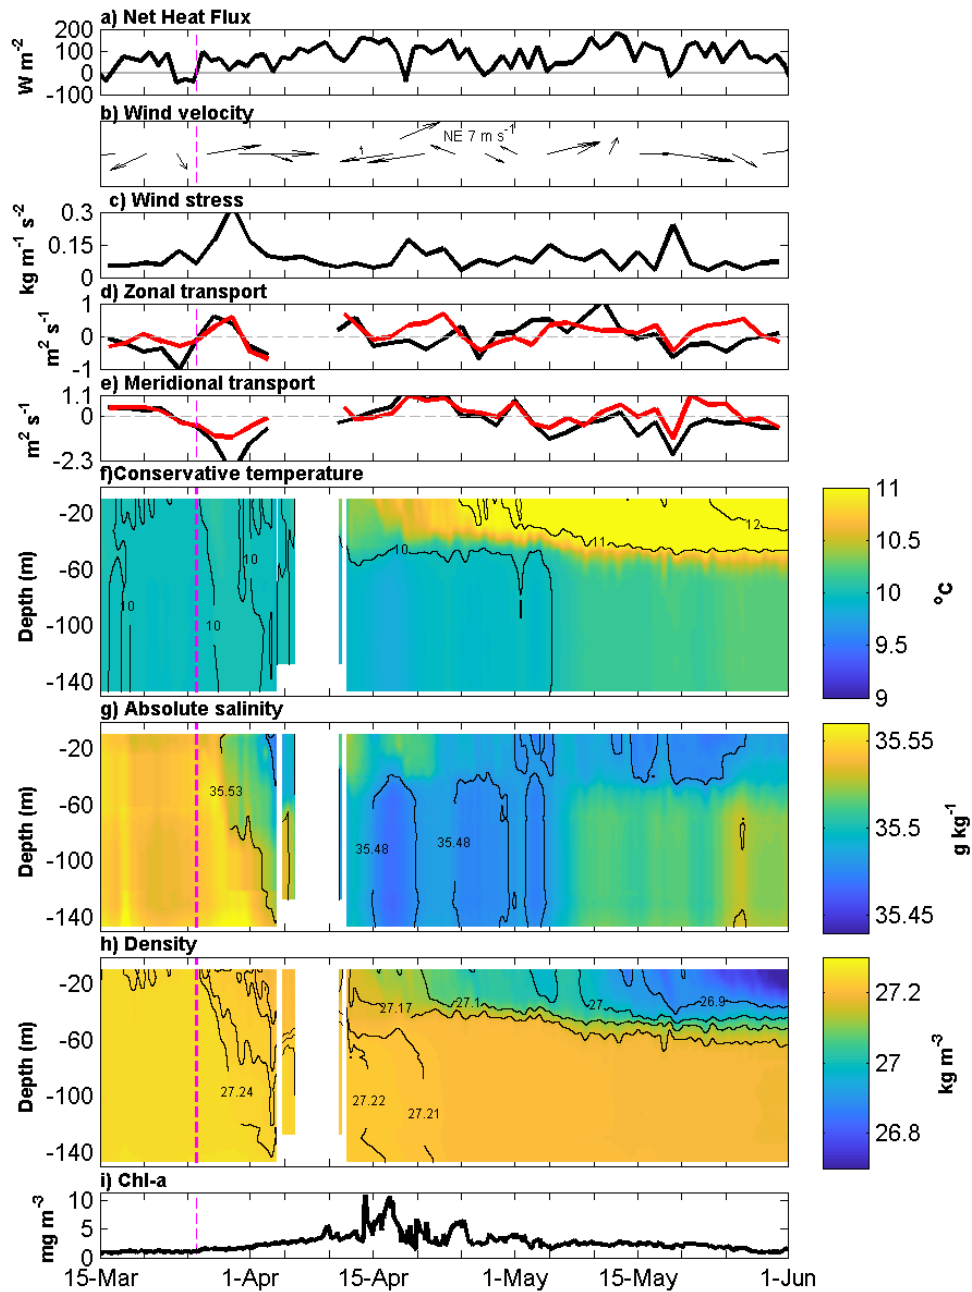 a) Net Heat Flux
200
100
0
-100
W m-2
b) Wind velocity
NE 7 m s-1
c) Wind stress
0.3
0.15
0
kg m-1 s-2
d) Zonal transport
1
0
-1
m2 s-1
e) Meridional transport
1.1
0
-2.3
m2 s-1
f)Conservative temperature
-20
-60
-100
-140
Depth (m)
10
10
10
10
11
12
11
10.5
10
9.5
9
°C
g) Absolute salinity
-20
-60
-100
-140
Depth (m)
35.53
35.48
35.48
35.55
35.5
35.45
g kg-1
h) Density
-20
-60
-100
-140
Depth (m)
27.24
27.17
27.1
27
26.9
27.22
27.21
27.2
27
26.8
kg m-3
i) Chl-a
10
5
0
mg m-3
15-Mar 1-Apr 15-Apr 1-May 15-May 1-Jun